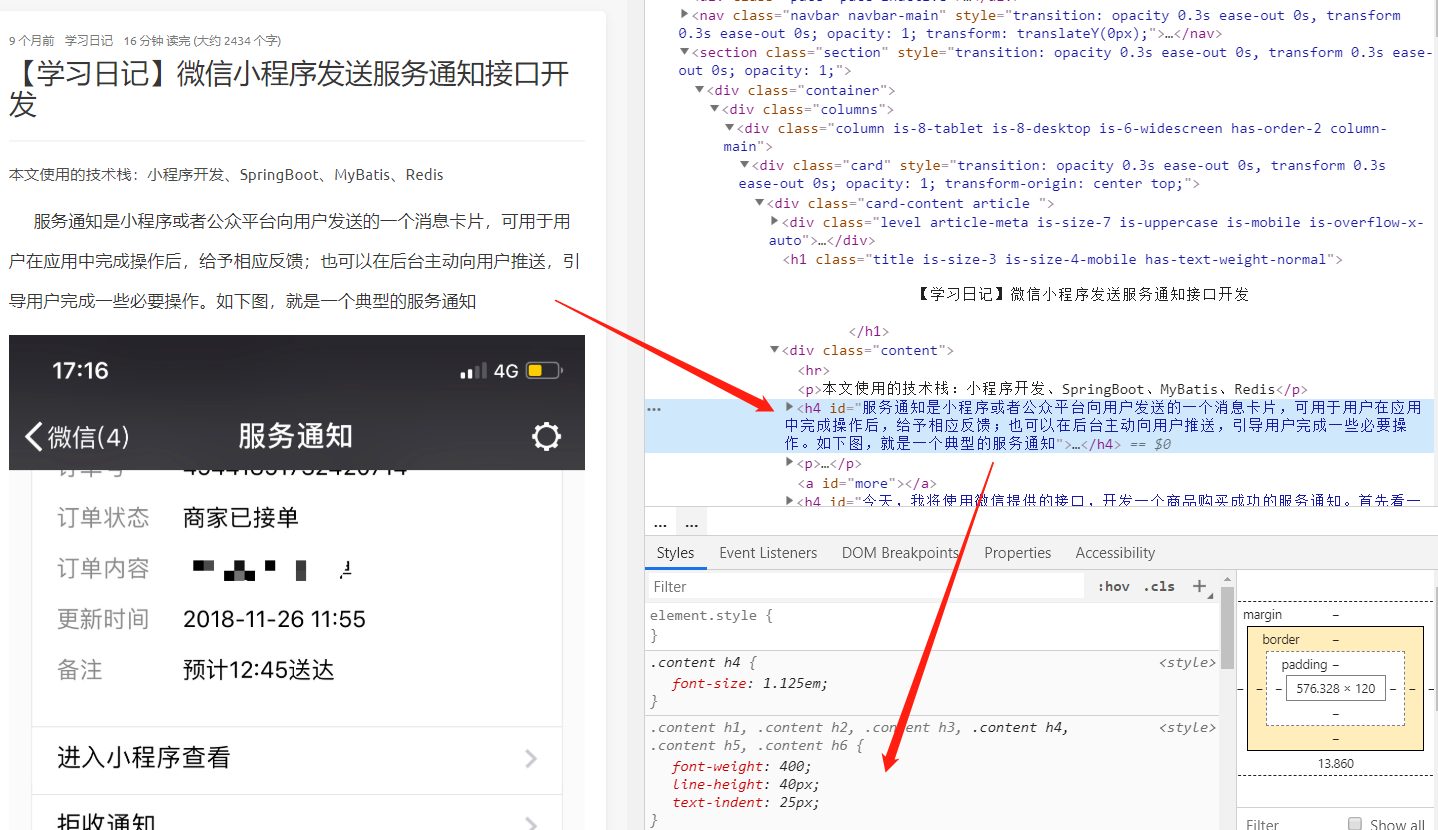 9 个月前 学习日记 16 分钟 读完 (大约 2434 个字)
【学习日记】微信小程序发送服务通知接口开
发
本文使用的技术栈：小程序开发、SpringBoot、MyBatis、Redis
服务通知是小程序或者公众平台向用户发送的一个消息卡片，可用于用
户在应用中完成操作后，给予相应反馈；也可以在后台主动向用户推送，引
导用户完成一些必要操作。如下图，就是一个典型的服务通知
17:16
4G
微信(4)
服务通知
订单状态 商家已接单
订单内容
更新时间 2018-11-26 11:55
备注 预计12:45送达
进入小程序查看
拒收通知
<nav class="navbar navbar-main" style="transition: opacity 0.3s ease-out 0s, transform
0.3s ease-out 0s; opacity: 1; transform: translateY(0px);">…</nav>
<section class="section" style="transition: opacity 0.3s ease-out 0s, transform 0.3s ease-
out 0s; opacity: 1;">
<div class="container">
<div class="columns">
<div class="column is-8-tablet is-8-desktop is-6-widescreen has-order-2 column-
main">
<div class="card" style="transition: opacity 0.3s ease-out 0s, transform 0.3s
ease-out 0s; opacity: 1; transform-origin: center top;">
<div class="card-content article ">
<div class="level article-meta is-size-7 is-uppercase is-mobile is-overflow-x-
auto">…</div>
<h1 class="title is-size-3 is-size-4-mobile has-text-weight-normal">
【学习日记】微信小程序发送服务通知接口开发
</h1>
<div class="content">
<hr>
<p>本文使用的技术栈：小程序开发、SpringBoot、MyBatis、Redis</p>
<h4 id="服务通知是小程序或者公众平台向用户发送的一个消息卡片，可用于用户在应用
中完成操作后，给予相应反馈；也可以在后台主动向用户推送，引导用户完成一些必要操
作。如下图，就是一个典型的服务通知">…</h4> == $0
<p>…</p>
<a id="more"></a>
<h4 id="今天，我将使用微信提供的接口，开发一个商品购买成功的服务通知。首先看一
... ...
Styles Event Listeners DOM Breakpoints Properties Accessibility
Filter :hov .cls +
element.style {
}
.content h4 { <style>
font-size: 1.125em;
}
.content h1, .content h2, .content h3, .content h4, <style>
.content h5, .content h6 {
font-weight: 400;
line-height: 40px;
text-indent: 25px;
}
margin –
border –
padding –
– – – 576.328 × 120 – – –
–
–
13.860
Filter Show all